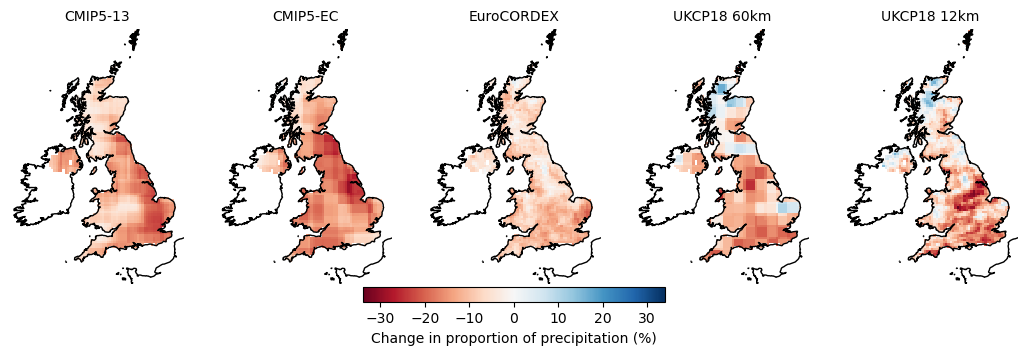 CMIP5-13 CMIP5-EC EuroCORDEX UKCP18 60km UKCP18 12km
−30 −20 −10 0 10 20 30
Change in proportion of precipitation (%)